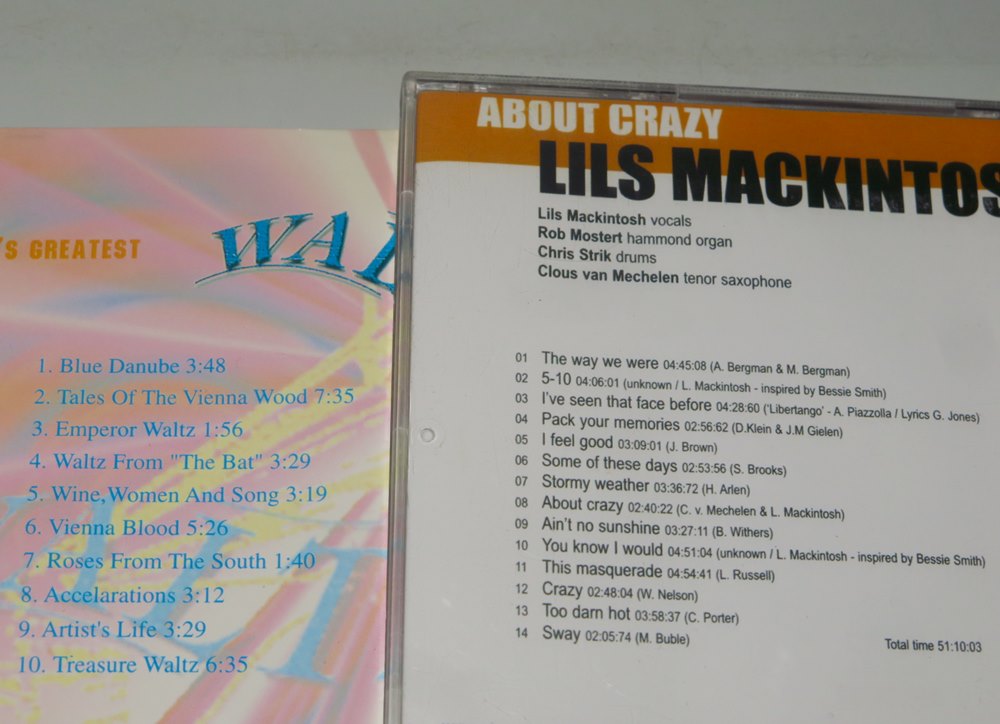 'S GREATEST
WAL
1. Blue Danube 3:48
2. Tales Of The Vienna Wood 7:35
3. Emperor Waltz 1:56
4. Waltz From "The Bat" 3:29
5. Wine,Women And Song 3:19
6. Vienna Blood 5:26
7. Roses From The South 1:40
8. Accelarations 3:12
9. Artist's Life 3:29
10. Treasure Waltz 6:35
ABOUT CRAZY
LILS MACKINTOS
Lils Mackintosh vocals
Rob Mostert hammond organ
Chris Strik drums
Clous van Mechelen tenor saxophone
01 The way we were 04:45:08 (A. Bergman & M. Bergman)
02 5-10 04:06:01 (unknown / L. Mackintosh - inspired by Bessie Smith)
03 I've seen that face before 04:28:60 ('Libertango' - A. Piazzolla / Lyrics G. Jones)
04 Pack your memories 02:56:62 (D.Klein & J.M Gielen)
05 I feel good 03:09:01 (J. Brown)
06 Some of these days 02:53:56 (S. Brooks)
07 Stormy weather 03:36:72 (H. Arlen)
08 About crazy 02:40:22 (C. v. Mechelen & L. Mackintosh)
09 Ain't no sunshine 03:27:11 (B. Withers)
10 You know I would 04:51:04 (unknown / L. Mackintosh - inspired by Bessie Smith)
11 This masquerade 04:54:41 (L. Russell)
12 Crazy 02:48:04 (W. Nelson)
13 Too darn hot 03:58:37 (C. Porter)
14 Sway 02:05:74 (M. Buble)
Total time 51:10:03